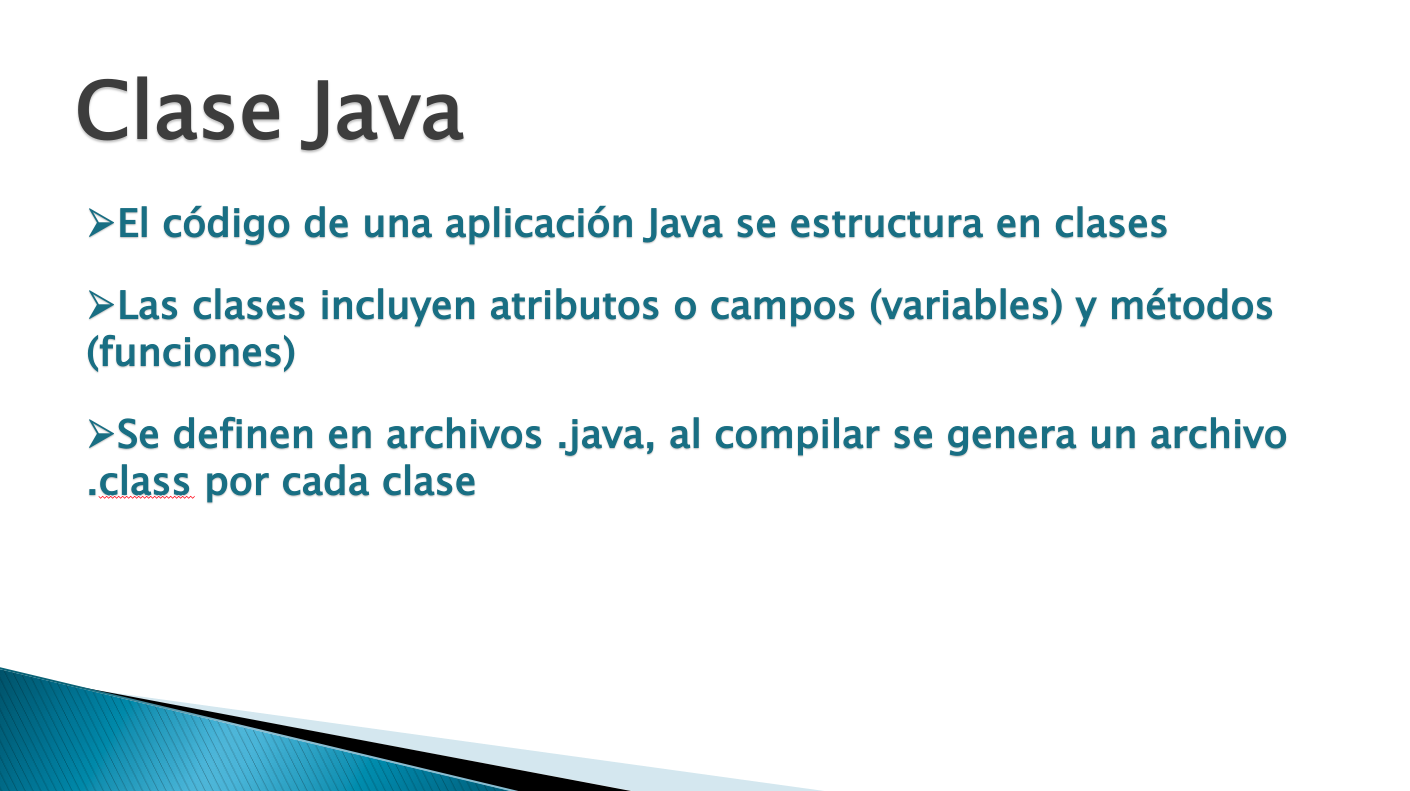 Clase Java
➢El código de una aplicación Java se estructura en clases
➢Las clases incluyen atributos o campos (variables) y métodos
(funciones)
➢Se definen en archivos .java, al compilar se genera un archivo
.class por cada clase